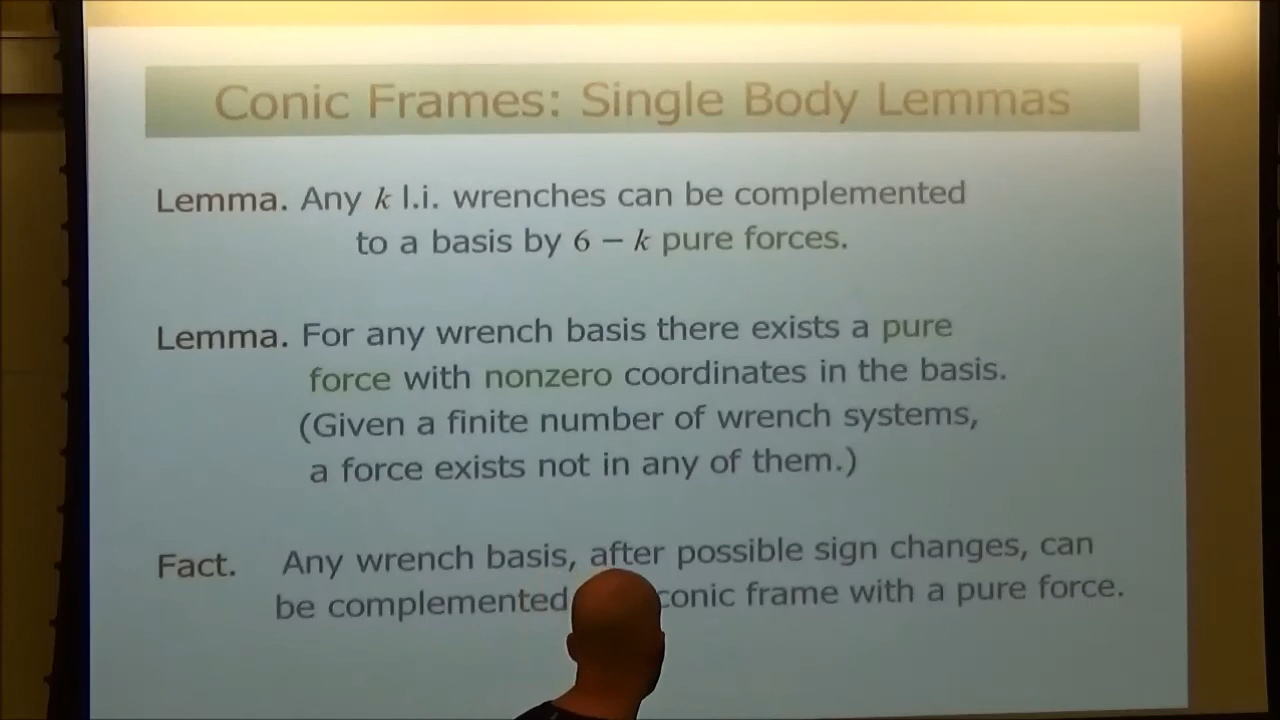 Conic Frames: Single Body Lemmas
Lemma. Any k l.i. wrenches can be complemented
to a basis by 6 − k pure forces.
Lemma. For any wrench basis there exists a pure
force with nonzero coordinates in the basis.
(Given a finite number of wrench systems,
a force exists not in any of them.)
Fact. Any wrench basis, after possible sign changes, can
be complemented conic frame with a pure force.